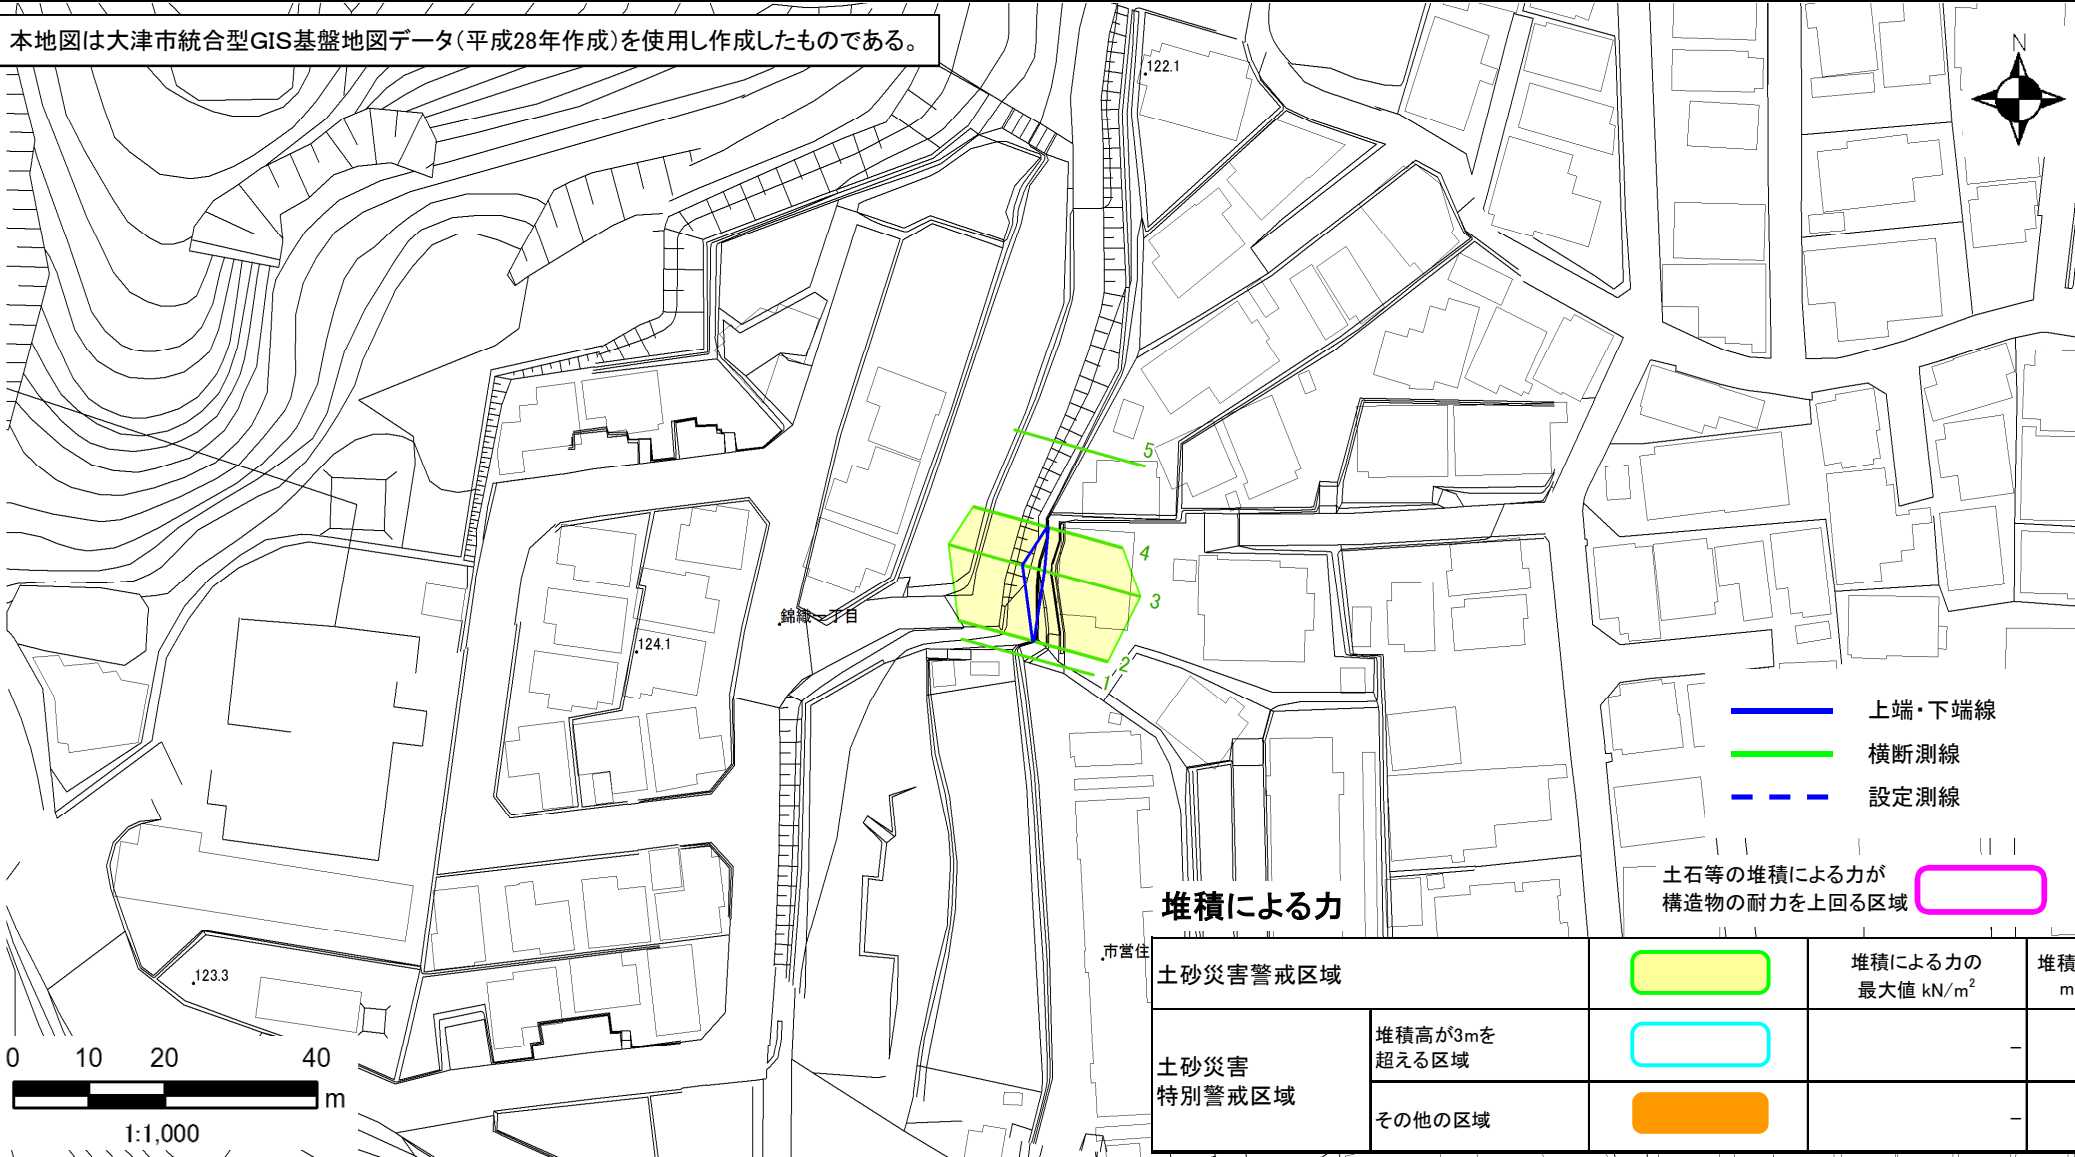 本地図は大津市統合型GIS基盤地図データ(平成28年作成)を使用し作成したものである。
N
122.1
5
4
3
2
1
錦織一丁目
124.1
123.3
市営住
上端・下端線
横断測線
設定測線
土石等の堆積による力が
構造物の耐力を上回る区域
堆積による力
土砂災害警戒区域
堆積による力の
最大値 kN/m²
堆積
m
土砂災害
特別警戒区域
堆積高が3mを
超える区域
－
その他の区域
－
0 10 20 40
m
1:1,000